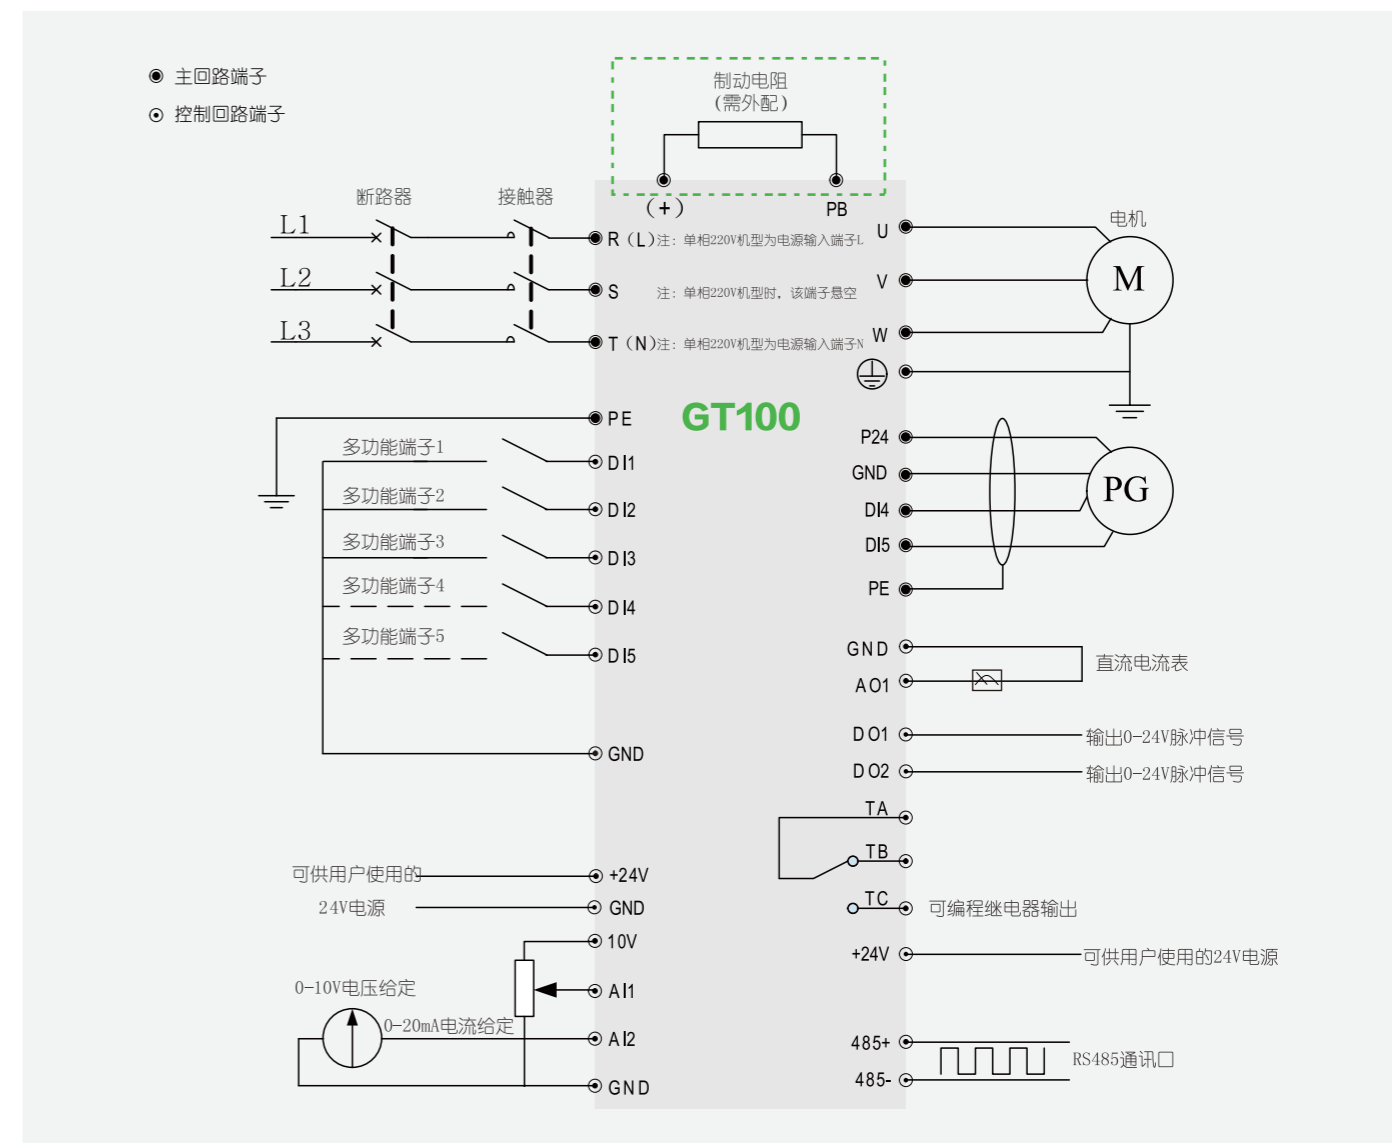 主回路端子
控制回路端子
制动电阻
(需外配)
断路器
接触器
(+)
PB
L1
R (L)注: 单相220V机型为电源输入端子L
U
电机
M
L2
S
注: 单相220V机型时, 该端子悬空
V
L3
T (N)注: 单相220V机型为电源输入端子N
W
GT100
PE
P24
多功能端子1
DI1
GND
PG
多功能端子2
DI2
DI4
多功能端子3
DI3
DI5
多功能端子4
DI4
PE
多功能端子5
DI5
GND
直流电流表
AO1
DO1
输出0-24V脉冲信号
GND
DO2
输出0-24V脉冲信号
TA
TB
可供用户使用的
+24V
24V电源
GND
TC
可编程继电器输出
10V
+24V
可供用户使用的24V电源
0-10V电压给定
AI1
0-20mA电流给定
AI2
485+
RS485通讯口
485-
GND